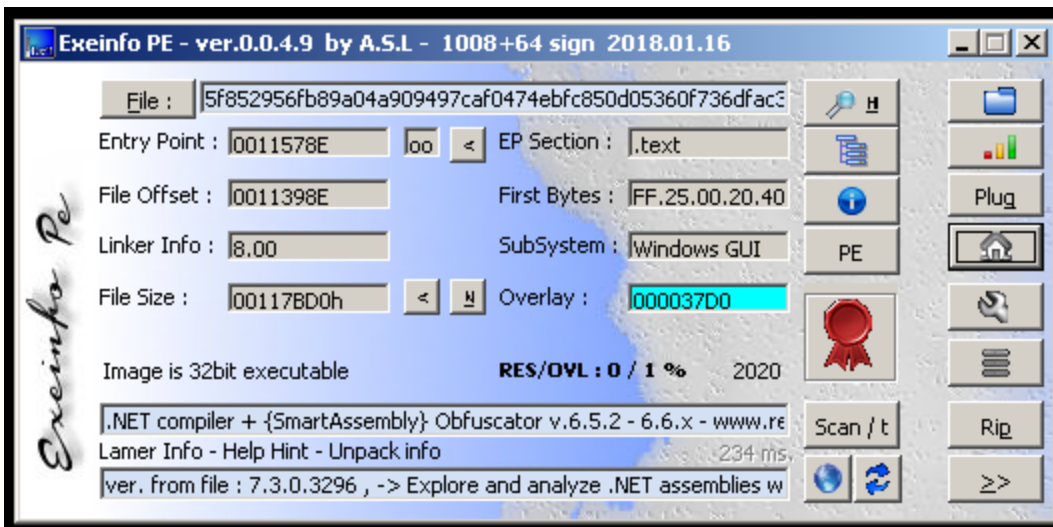 Exeinfo PE - ver.0.0.4.9 by A.S.L - 1008+64 sign 2018.01.16
File : 5f852956fb89a04a909497caf0474ebfc850d05360f736dfac3 H
Entry Point : 0011578E oo < EP Section : .text
File Offset : 0011398E First Bytes : FF.25.00.20.40 Plug
Linker Info : 8.00 SubSystem : Windows GUI PE
File Size : 00117BD0h < N Overlay : 000037D0
Image is 32bit executable RES/OVL : 0 / 1 % 2020
.NET compiler + {SmartAssembly} Obfuscator v.6.5.2 - 6.6.x - www.re Scan / t Rip
Lamer Info - Help Hint - Unpack info 234 ms.
ver. from file : 7.3.0.3296 , -> Explore and analyze .NET assemblies w >>
Exeinfo Pe